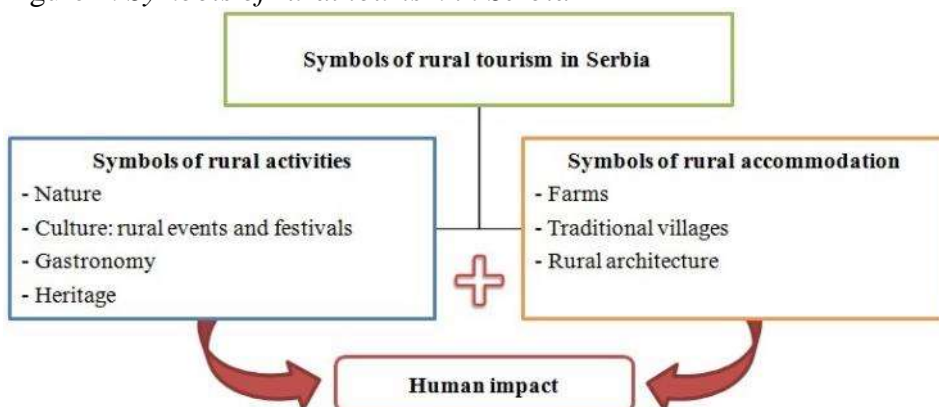 Symbols of rural tourism in Serbia
Symbols of rural activities
- Nature
- Culture: rural events and festivals
- Gastronomy
- Heritage
Symbols of rural accommodation
- Farms
- Traditional villages
- Rural architecture
Human impact